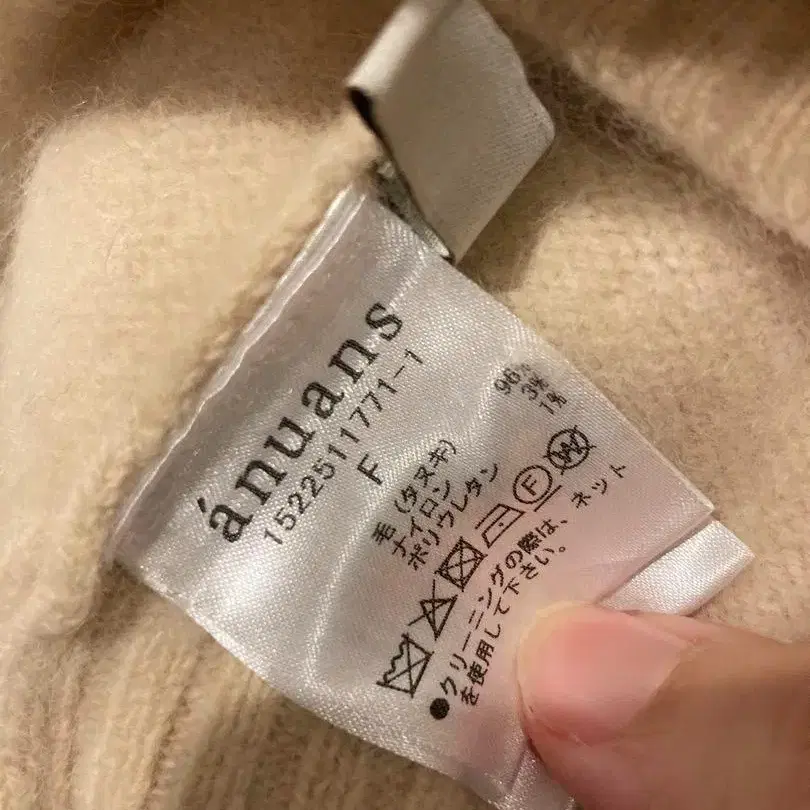 ánuans
1522511771-1
F
毛（タヌキ） 96%
ナイロン 3%
ポリウレタン 1%
F W
●クリーニングの際は、ネット
を使用して下さい。